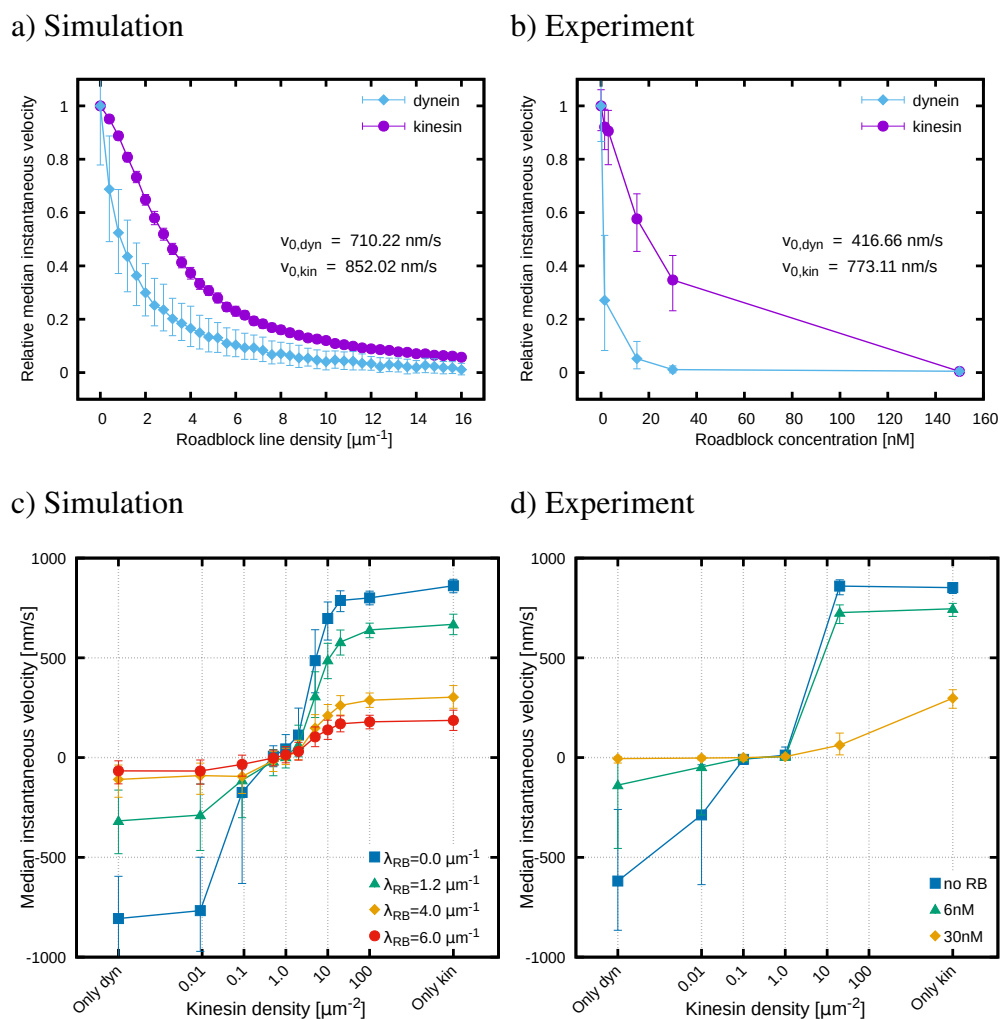 a) Simulation
b) Experiment
Relative median instantaneous velocity
1
0.8
0.6
0.4
0.2
0
dynein
kinesin
v0,dyn = 710.22 nm/s
v0,kin = 852.02 nm/s
0 2 4 6 8 10 12 14 16
Roadblock line density [µm-1]
Relative median instantaneous velocity
1
0.8
0.6
0.4
0.2
0
dynein
kinesin
v0,dyn = 416.66 nm/s
v0,kin = 773.11 nm/s
0 20 40 60 80 100 120 140 160
Roadblock concentration [nM]
c) Simulation
d) Experiment
Median instantaneous velocity [nm/s]
1000
500
0
-500
-1000
λRB=0.0 µm-1
λRB=1.2 µm-1
λRB=4.0 µm-1
λRB=6.0 µm-1
Only dyn 0.01 0.1 1.0 10 100 Only kin
Kinesin density [µm-2]
Median instantaneous velocity [nm/s]
1000
500
0
-500
-1000
no RB
6nM
30nM
Only dyn 0.01 0.1 1.0 10 100 Only kin
Kinesin density [µm-2]